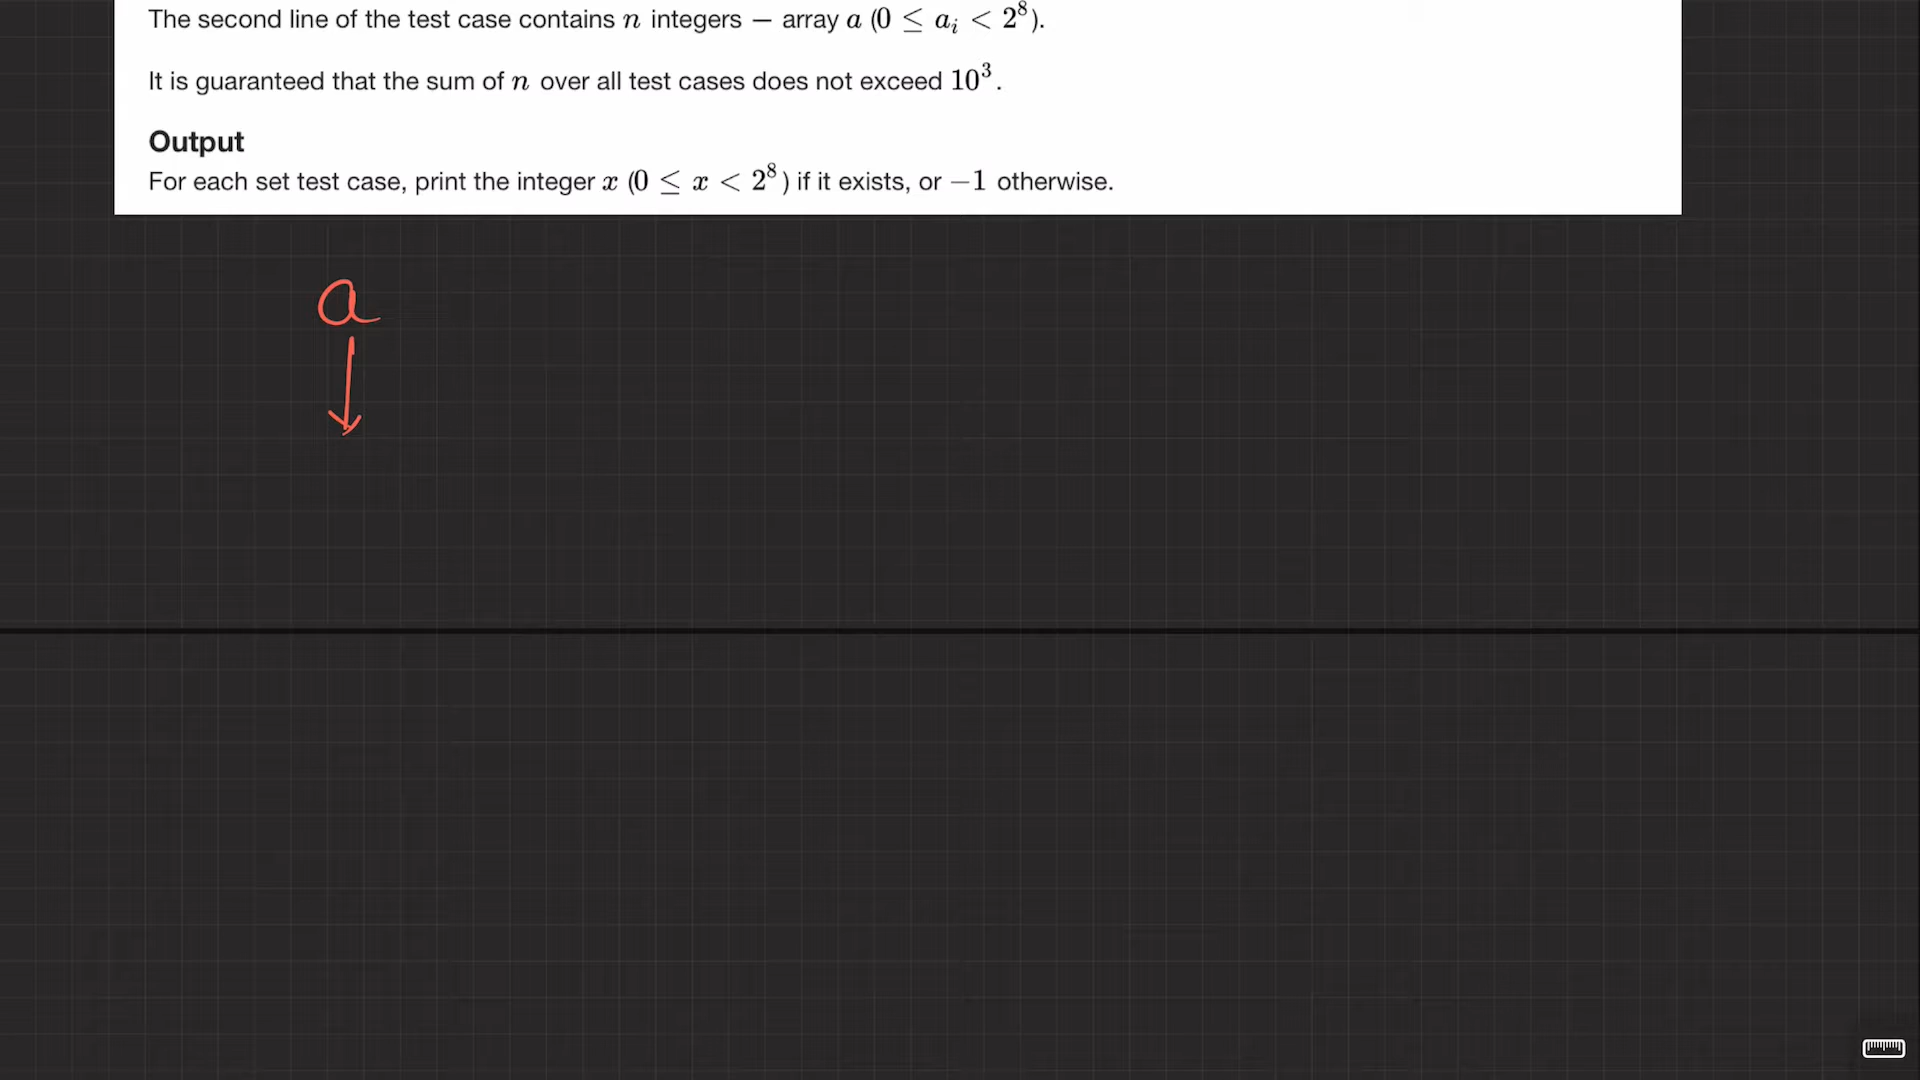 The second line of the test case contains n integers — array a (0 ≤ aᵢ < 2⁸).
It is guaranteed that the sum of n over all test cases does not exceed 10³.
Output
For each set test case, print the integer x (0 ≤ x < 2⁸) if it exists, or −1 otherwise.
a